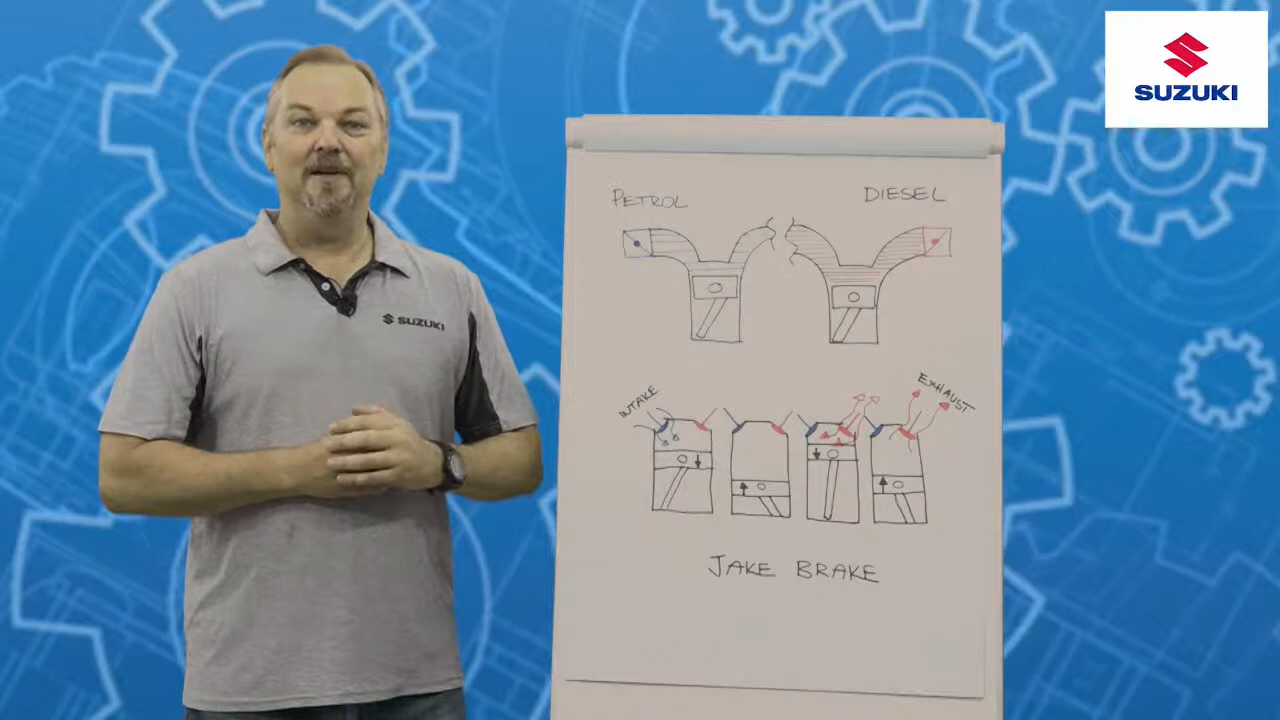 SUZUKI
SUZUKI
PETROL
DIESEL
INTAKE
EXHAUST
JAKE BRAKE